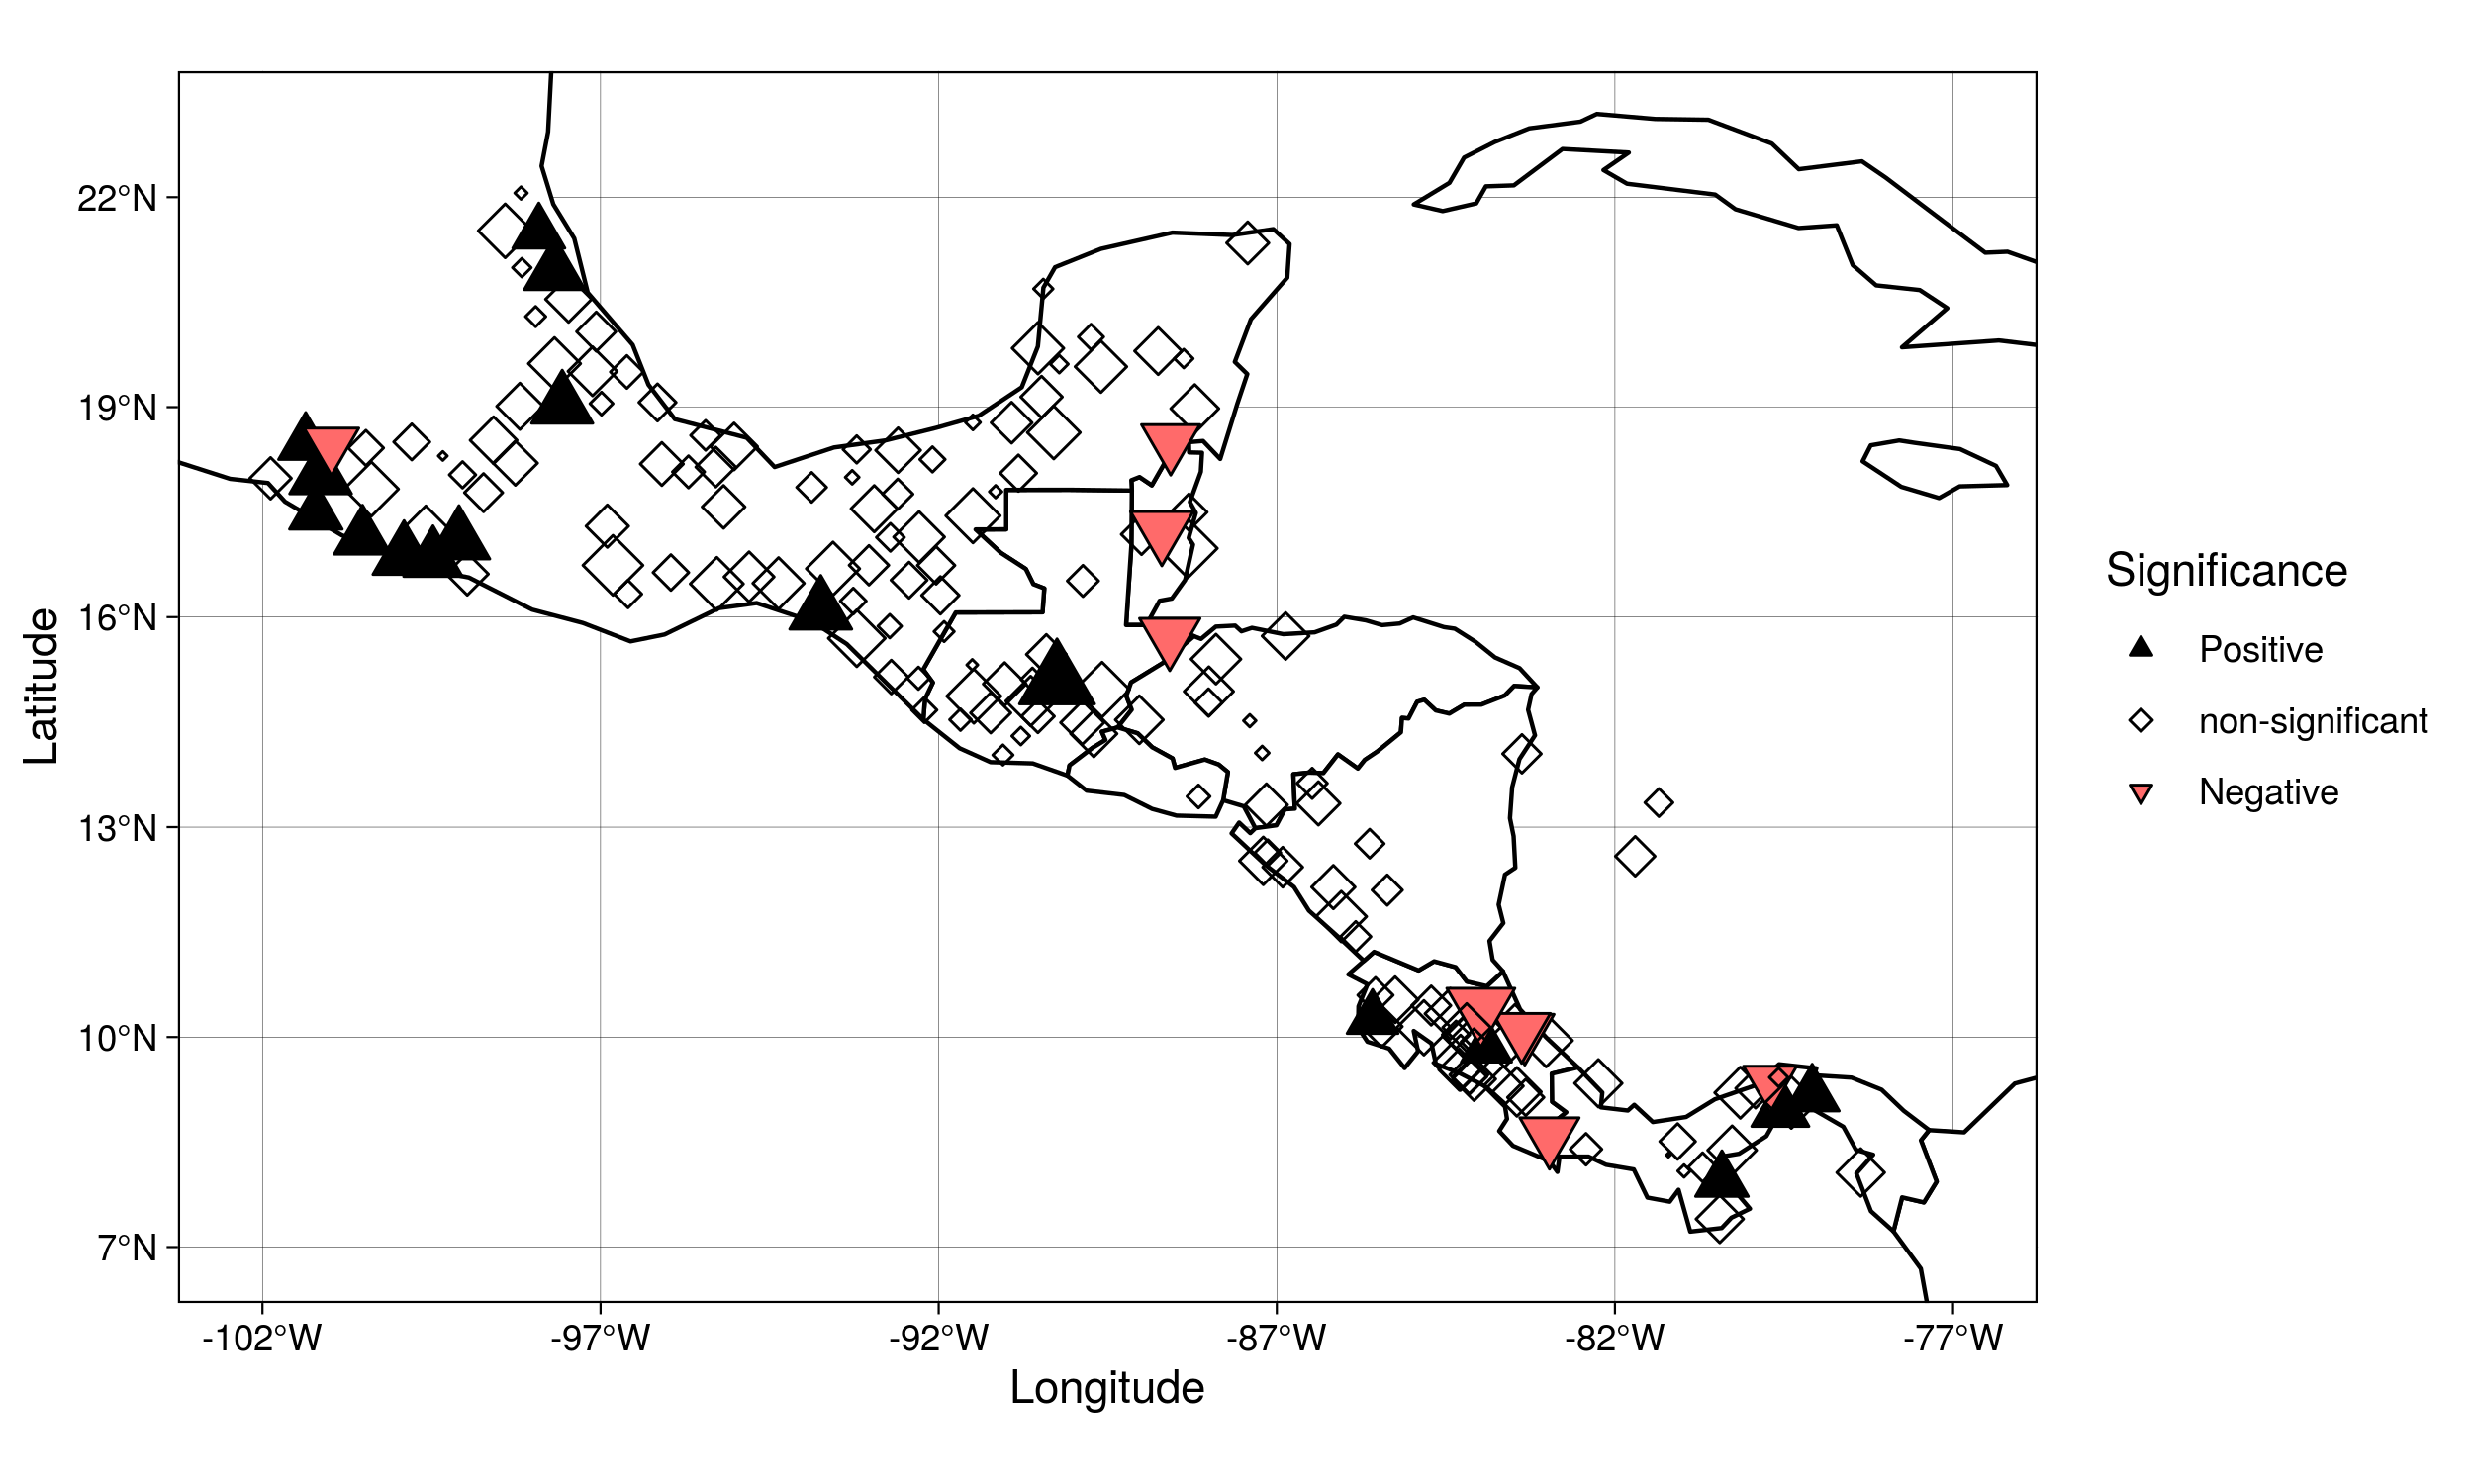 22°N
19°N
16°N
13°N
10°N
7°N
Latitude
-102°W
-97°W
-92°W
-87°W
-82°W
-77°W
Longitude
Significance
Positive
non-significant
Negative